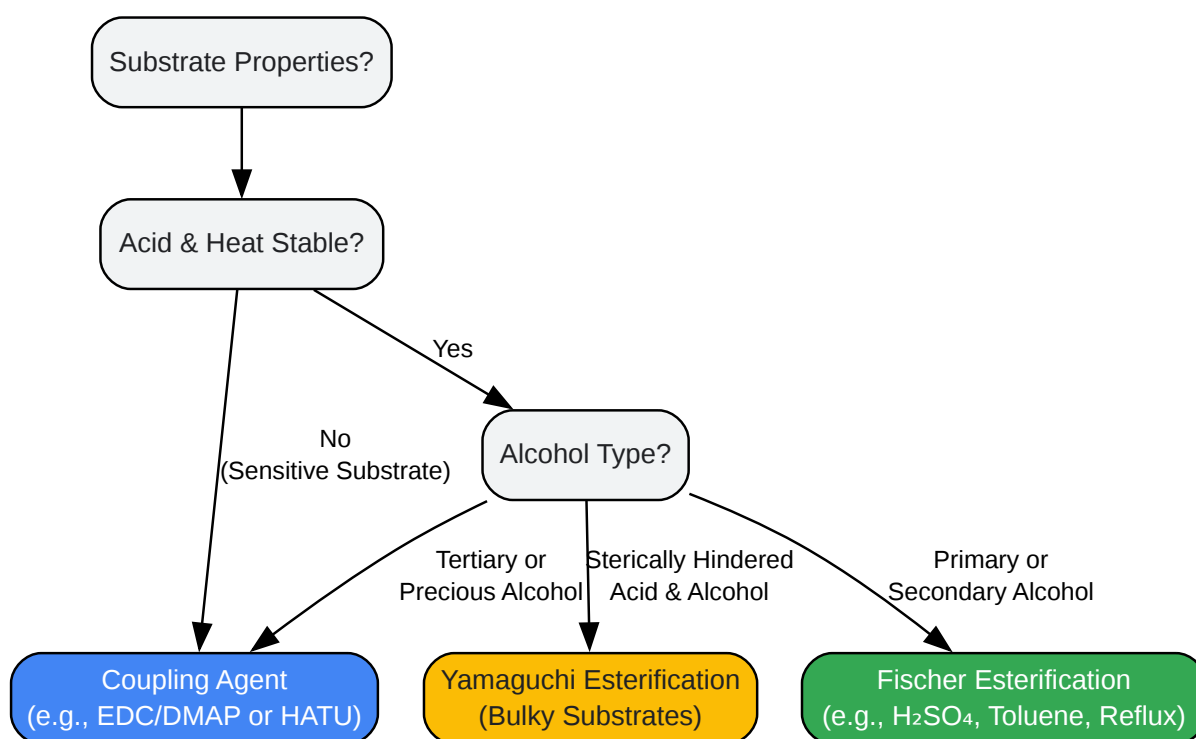 Substrate Properties?
Acid & Heat Stable?
Yes
No
(Sensitive Substrate)
Alcohol Type?
Tertiary or
Precious Alcohol
Sterically Hindered
Acid & Alcohol
Primary or
Secondary Alcohol
Coupling Agent
(e.g., EDC/DMAP or HATU)
Yamaguchi Esterification
(Bulky Substrates)
Fischer Esterification
(e.g., H₂SO₄, Toluene, Reflux)